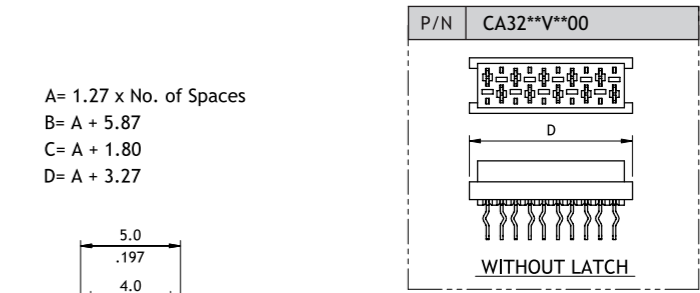 P/N CA32**V**00
A= 1.27 x No. of Spaces
B= A + 5.87
C= A + 1.80
D= A + 3.27
D
5.0
.197
4.0
WITHOUT LATCH